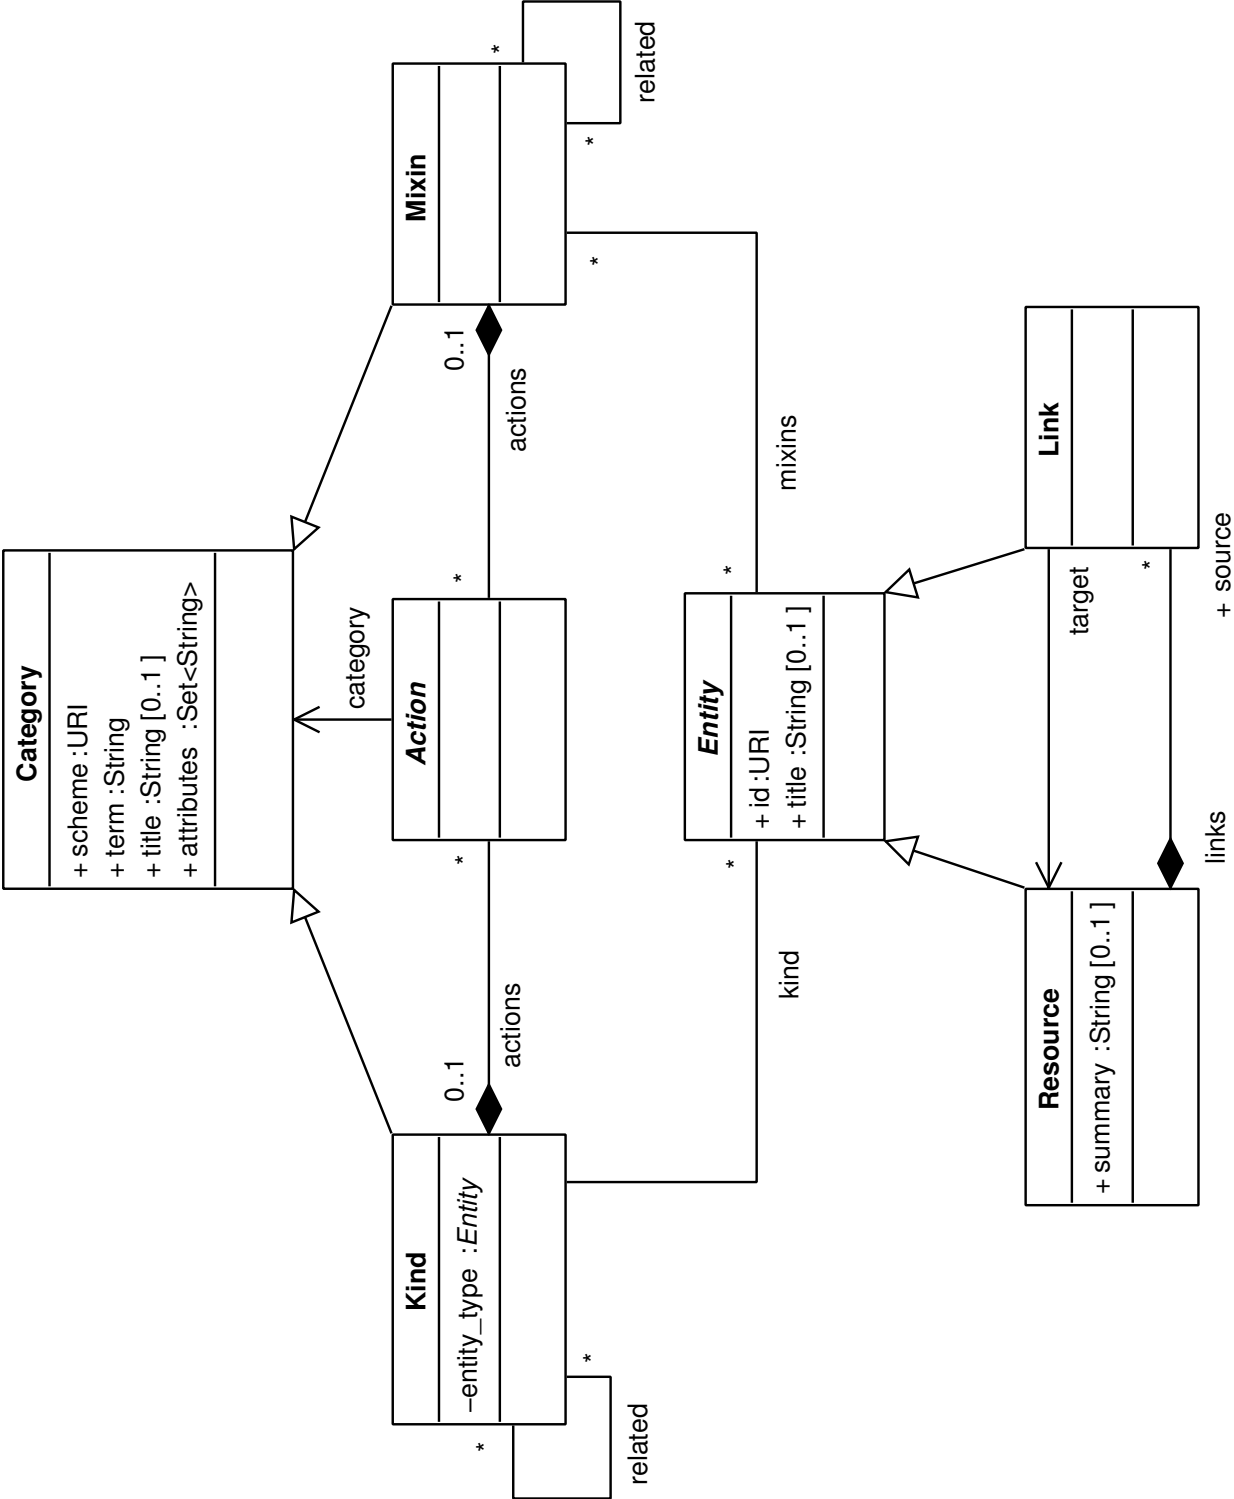 Category
+ scheme :URI
+ term :String
+ title :String [0..1 ]
+ attributes :Set<String>
category
Kind
–entity_type :Entity
*
*
related
0..1
actions
*
Action
*
actions
0..1
Mixin
*
*
related
*
mixins
*
kind
*
Entity
+ id :URI
+ title :String [0..1 ]
Resource
+ summary :String [0..1 ]
links
target
*
+ source
Link